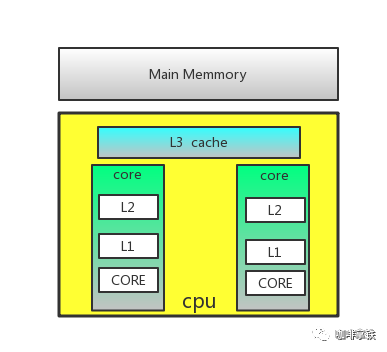 Main Memmory
L3 cache
core
core
L2
L2
L1
L1
CORE
CORE
cpu
咖啡拿铁